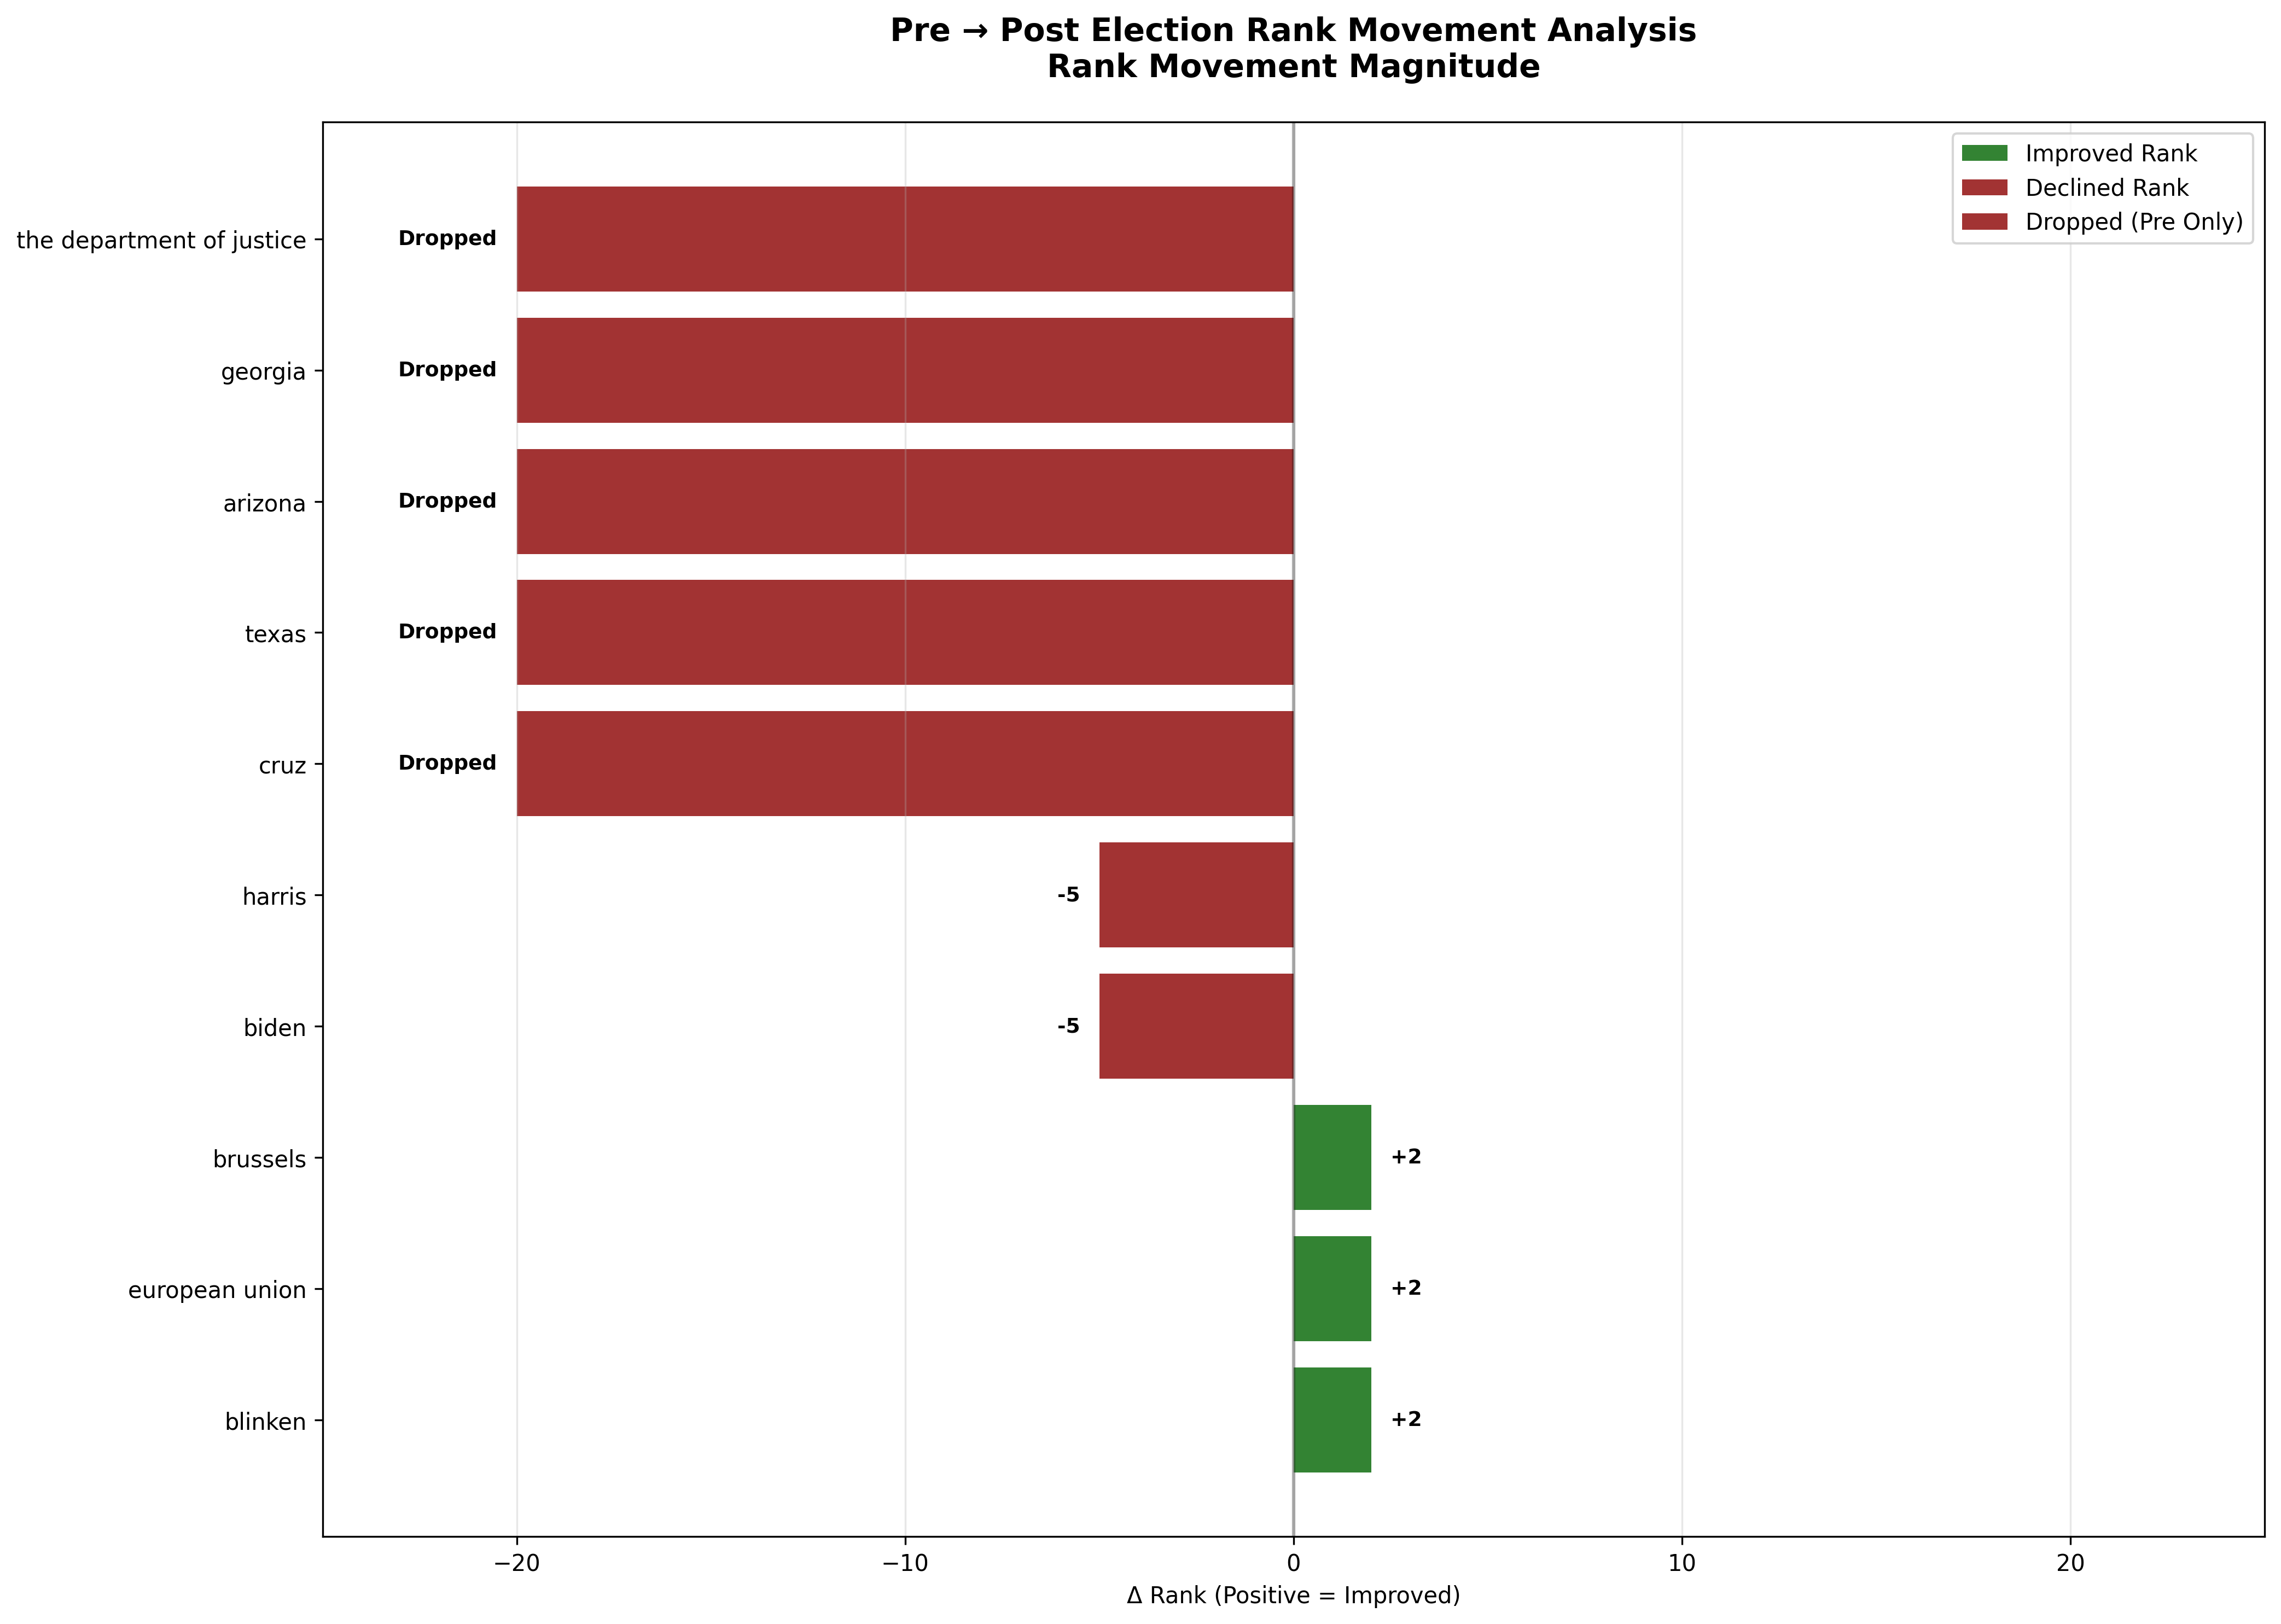 Pre → Post Election Rank Movement Analysis
Rank Movement Magnitude
Improved Rank
Declined Rank
Dropped (Pre Only)
the department of justice
Dropped
georgia
Dropped
arizona
Dropped
texas
Dropped
cruz
Dropped
harris
-5
biden
-5
brussels
+2
european union
+2
blinken
+2
−20
−10
0
10
20
Δ Rank (Positive = Improved)